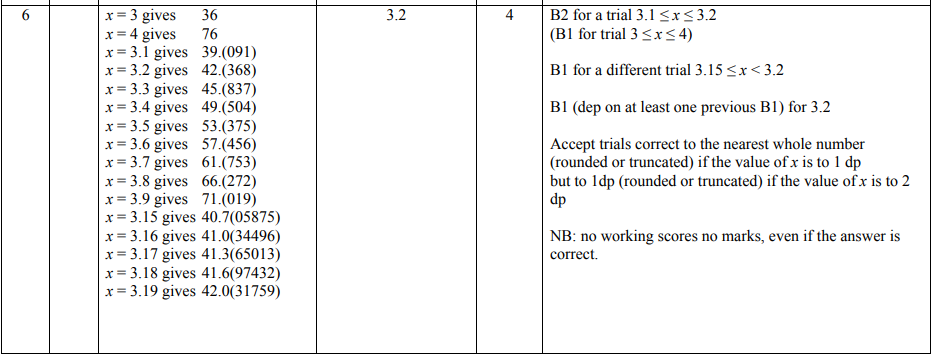 6
x = 3 gives 36
x = 4 gives 76
x = 3.1 gives 39.(091)
x = 3.2 gives 42.(368)
x = 3.3 gives 45.(837)
x = 3.4 gives 49.(504)
x = 3.5 gives 53.(375)
x = 3.6 gives 57.(456)
x = 3.7 gives 61.(753)
x = 3.8 gives 66.(272)
x = 3.9 gives 71.(019)
x = 3.15 gives 40.7(05875)
x = 3.16 gives 41.0(34496)
x = 3.17 gives 41.3(65013)
x = 3.18 gives 41.6(97432)
x = 3.19 gives 42.0(31759)
3.2
4
B2 for a trial 3.1 ≤ x ≤ 3.2
(B1 for trial 3 ≤ x ≤ 4)
B1 for a different trial 3.15 ≤ x < 3.2
B1 (dep on at least one previous B1) for 3.2
Accept trials correct to the nearest whole number
(rounded or truncated) if the value of x is to 1 dp
but to 1dp (rounded or truncated) if the value of x is to 2
dp
NB: no working scores no marks, even if the answer is
correct.